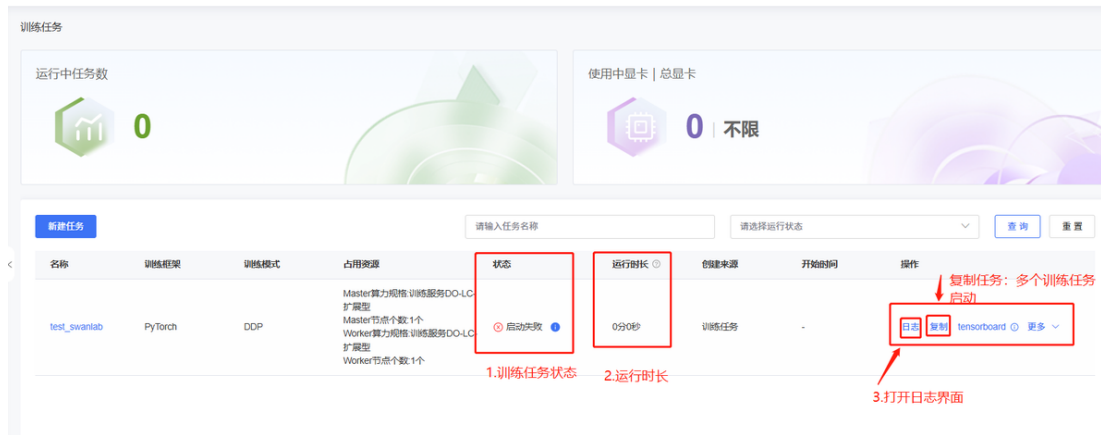 训练任务
运行中任务数
0
使用中显卡 | 总显卡
0 | 不限
新建任务
请输入任务名称
请选择运行状态
查 询
重 置
名称
训练框架
训练模式
占用资源
状态
运行时长
创建来源
开始时间
操作
复制任务：多个训练任务
启动
test_swanlab
PyTorch
DDP
Master算力规格:训练服务DO-LC-
扩展型
Master节点个数:1个
Worker算力规格:训练服务DO-LC-
扩展型
Worker节点个数:1个
启动失败
0分0秒
训练任务
-
日志
复制
tensorboard
更多
1.训练任务状态
2.运行时长
3.打开日志界面